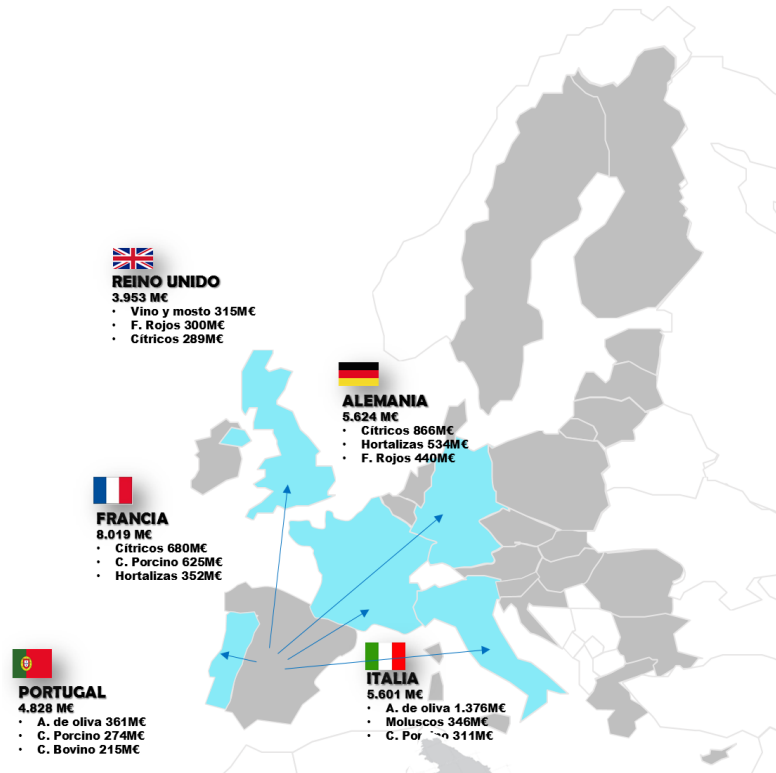 REINO UNIDO
3.953 M€
• Vino y mosto 315M€
• F. Rojos 300M€
• Cítricos 289M€
ALEMANIA
5.624 M€
• Cítricos 866M€
• Hortalizas 534M€
• F. Rojos 440M€
FRANCIA
8.019 M€
• Cítricos 680M€
• C. Porcino 625M€
• Hortalizas 352M€
PORTUGAL
4.828 M€
• A. de oliva 361M€
• C. Porcino 274M€
• C. Bovino 215M€
ITALIA
5.601 M€
• A. de oliva 1.376M€
• Moluscos 346M€
• C. Porcino 311M€